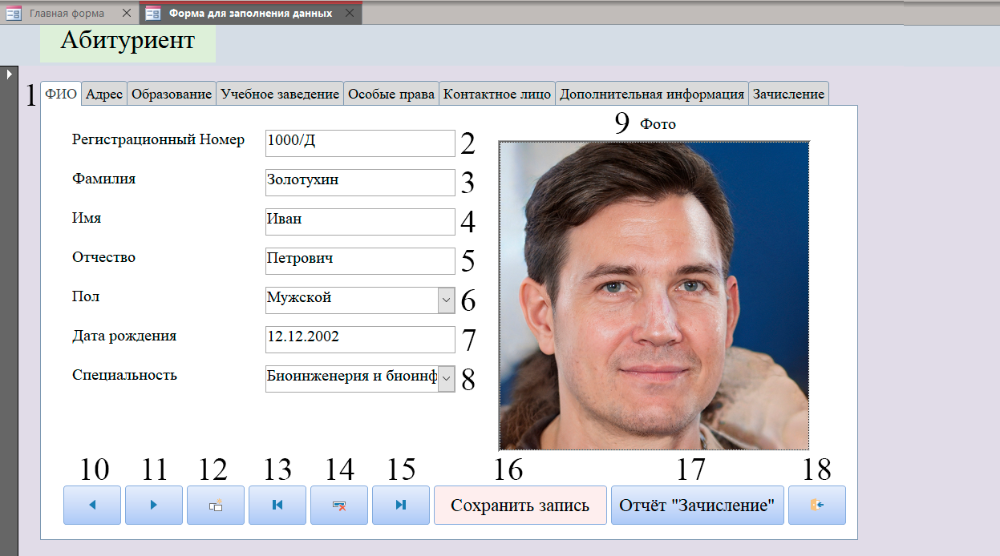 Главная форма Форма для заполнения данных
Абитуриент
1 ФИО Адрес Образование Учебное заведение Особые права Контактное лицо Дополнительная информация Зачисление
9 Фото
Регистрационный Номер 1000/Д 2
Фамилия Золотухин 3
Имя Иван 4
Отчество Петрович 5
Пол Мужской 6
Дата рождения 12.12.2002 7
Специальность Биоинженерия и биоинф 8
10 11 12 13 14 15 16 17 18
Сохранить запись Отчёт "Зачисление"